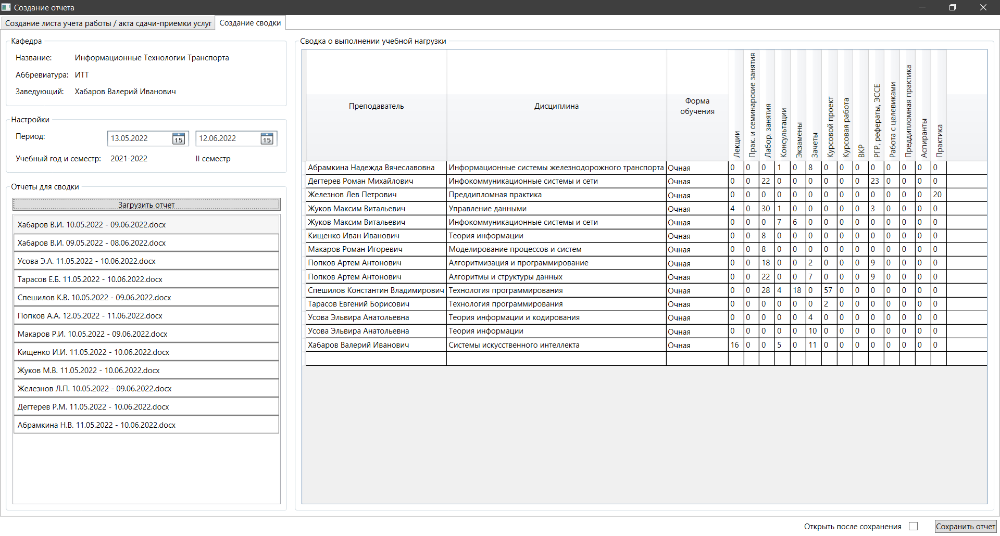 Создание отчета
Создание листа учета работы / акта сдачи-приемки услуг
Создание сводки
Кафедра
Название: Информационные Технологии Транспорта
Аббревиатура: ИТТ
Заведующий: Хабаров Валерий Иванович
Настройки
Период: 13.05.2022 15 12.06.2022 15
Учебный год и семестр: 2021-2022 II семестр
Отчеты для сводки
Загрузить отчет
Хабаров В.И. 10.05.2022 - 09.06.2022.docx
Хабаров В.И. 09.05.2022 - 08.06.2022.docx
Усова Э.А. 11.05.2022 - 10.06.2022.docx
Тарасов Е.Б. 11.05.2022 - 10.06.2022.docx
Спешилов К.В. 10.05.2022 - 09.06.2022.docx
Попков А.А. 12.05.2022 - 11.06.2022.docx
Макаров Р.И. 10.05.2022 - 09.06.2022.docx
Кищенко И.И. 11.05.2022 - 10.06.2022.docx
Жуков М.В. 11.05.2022 - 10.06.2022.docx
Железнов Л.П. 10.05.2022 - 09.06.2022.docx
Дегтерев Р.М. 11.05.2022 - 10.06.2022.docx
Абрамкина Н.В. 11.05.2022 - 10.06.2022.docx
Сводка о выполнении учебной нагрузки
Преподаватель
Дисциплина
Форма
обучения
Лекции
Прак. и семинарские занятия
Лабор. занятия
Консультации
Экзамены
Зачеты
Курсовой проект
Курсовая работа
ВКР
РГР, рефераты, ЭССЕ
Работа с целевиками
Преддипломная практика
Аспиранты
Практика
Абрамкина Надежда Вячеславовна Информационные системы железнодорожного транспорта Очная 0 0 0 1 0 8 0 0 0 0 0 0 0 0
Дегтерев Роман Михайлович Инфокоммуникационные системы и сети Очная 0 0 22 0 0 0 0 0 0 23 0 0 0 0
Железнов Лев Петрович Преддипломная практика Очная 0 0 0 0 0 0 0 0 0 0 0 0 0 20
Жуков Максим Витальевич Управление данными Очная 4 0 30 1 0 0 0 0 0 3 0 0 0 0
Жуков Максим Витальевич Инфокоммуникационные системы и сети Очная 0 0 0 7 6 0 0 0 0 0 0 0 0 0
Кищенко Иван Иванович Теория информации Очная 0 0 8 0 0 0 0 0 0 0 0 0 0 0
Макаров Роман Игоревич Моделирование процессов и систем Очная 0 0 8 0 0 0 0 0 0 0 0 0 0 0
Попков Артем Антонович Алгоритмизация и программирование Очная 0 0 18 0 0 2 0 0 0 9 0 0 0 0
Попков Артем Антонович Алгоритмы и структуры данных Очная 0 0 22 0 0 7 0 0 0 9 0 0 0 0
Спешилов Константин Владимирович Технология программирования Очная 0 0 28 4 18 0 57 0 0 0 0 0 0 0
Тарасов Евгений Борисович Технология программирования Очная 0 0 0 0 0 0 2 0 0 0 0 0 0 0
Усова Эльвира Анатольевна Теория информации и кодирования Очная 0 0 0 0 0 4 0 0 0 0 0 0 0 0
Усова Эльвира Анатольевна Теория информации Очная 0 0 0 0 0 10 0 0 0 0 0 0 0 0
Хабаров Валерий Иванович Системы искусственного интеллекта Очная 16 0 0 5 0 11 0 0 0 0 0 0 0 0
Открыть после сохранения
Сохранить отчет